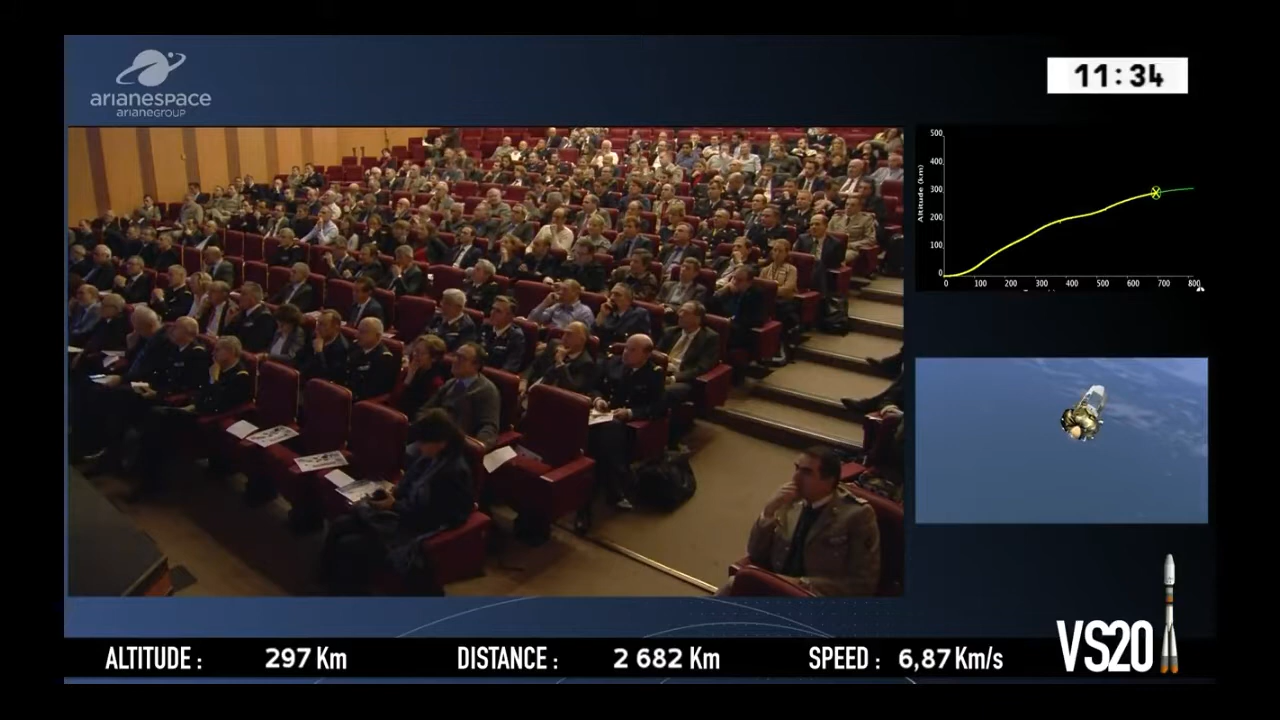 arianespace
arianeGROUP
11:34
500
400
300
200
100
0
Altitude (km)
0 100 200 300 400 500 600 700 800
ALTITUDE : 297 Km DISTANCE : 2 682 Km SPEED : 6,87 Km/s
VS20